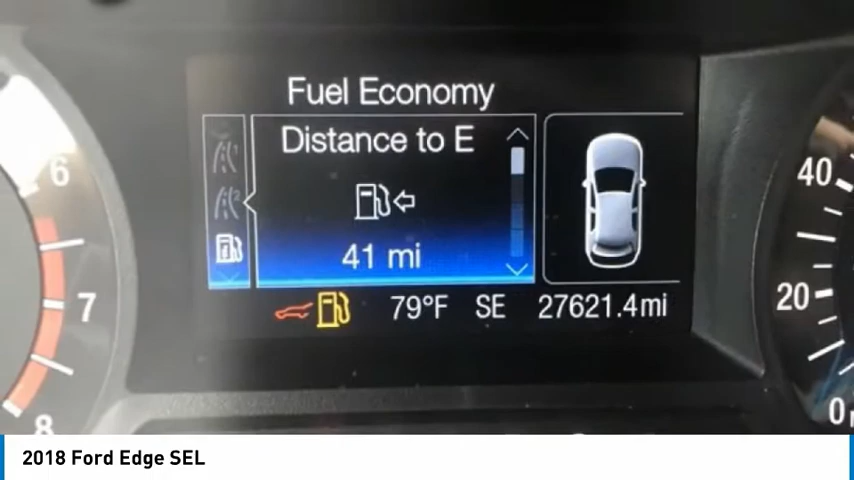 Fuel Economy
Distance to E
41 mi
79°F SE 27621.4mi
6
7
8
40
20
0
2018 Ford Edge SEL